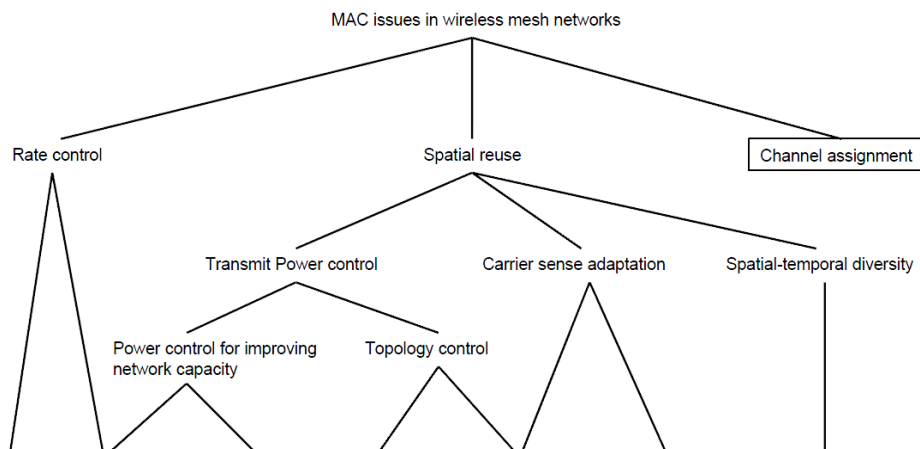 MAC issues in wireless mesh networks
Rate control
Spatial reuse
Channel assignment
Transmit Power control
Carrier sense adaptation
Spatial-temporal diversity
Power control for improving
network capacity
Topology control